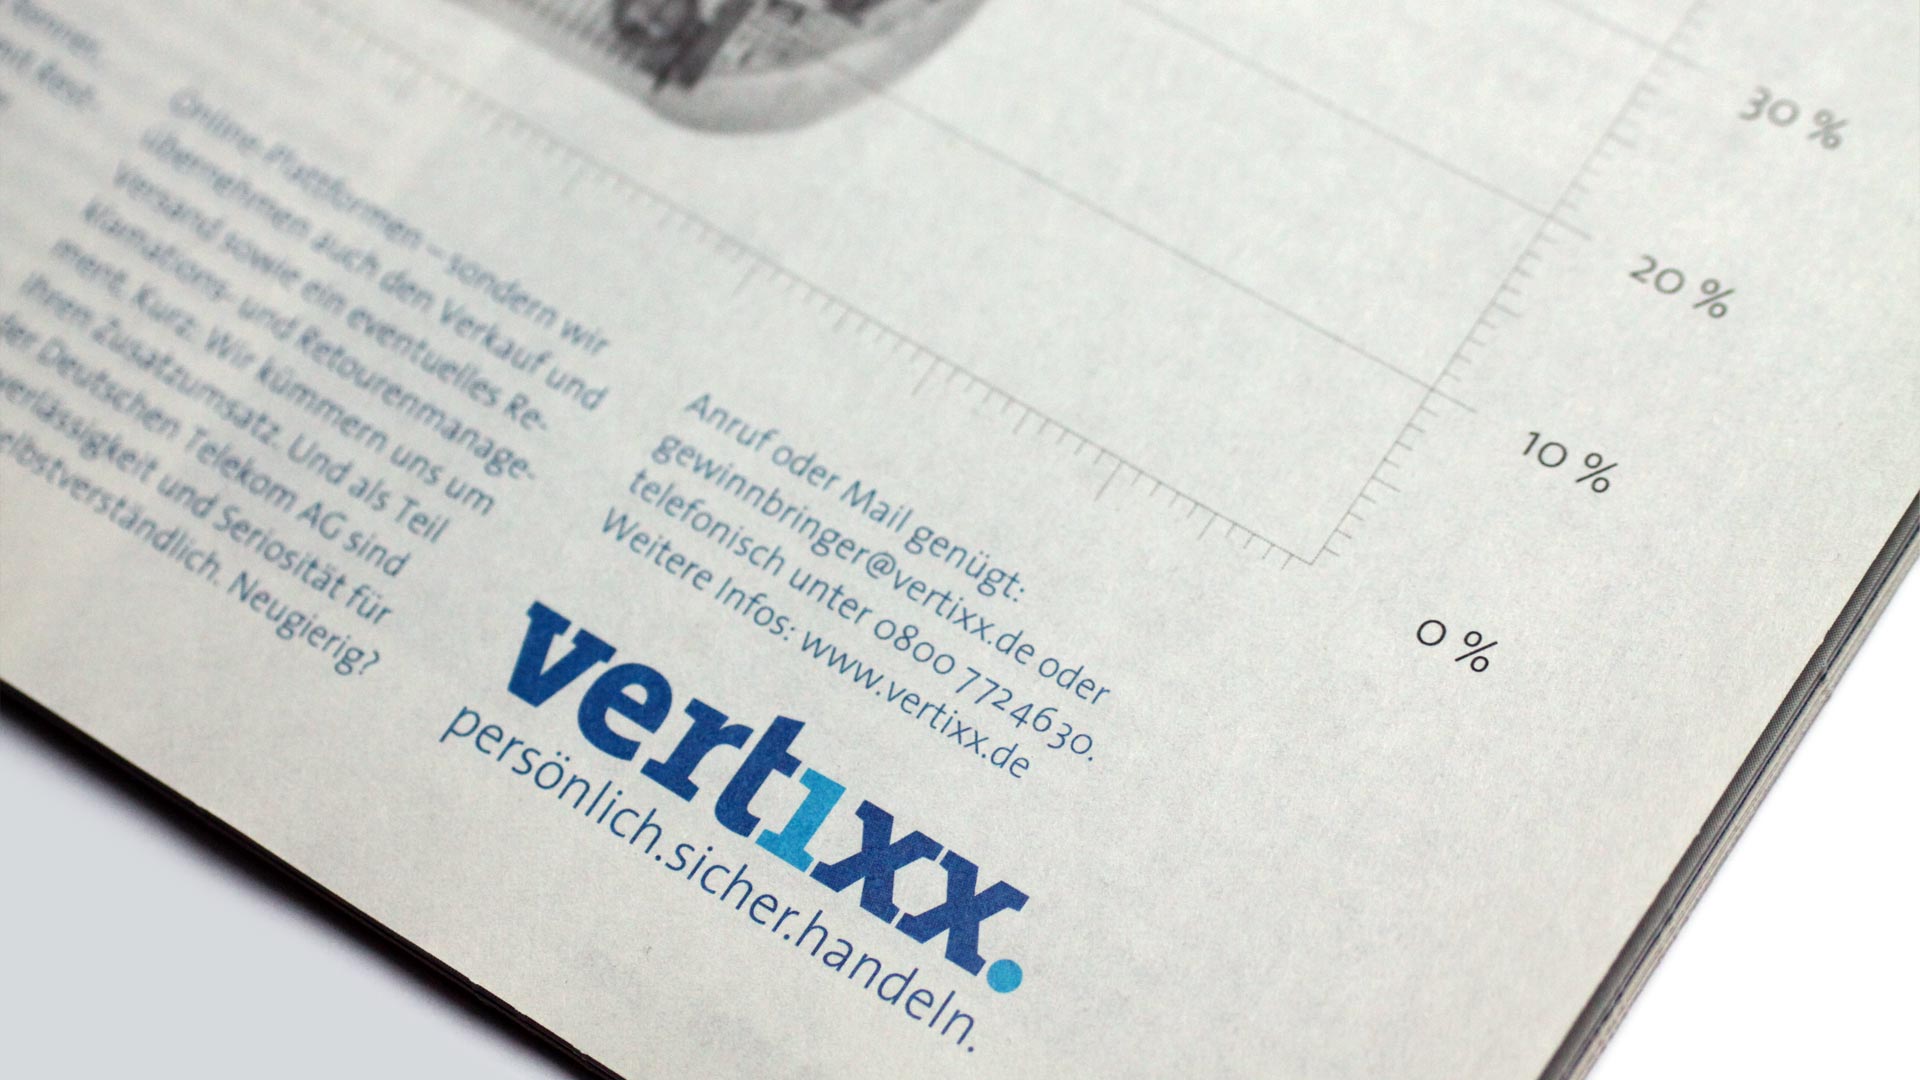 Online-Plattformen – sondern wir
übernehmen auch den Verkauf und
Versand sowie ein eventuelles Re-
klamations- und Retourenmanage-
ment. Kurz: Wir kümmern uns um
Ihren Zusatzumsatz. Und als Teil
der Deutschen Telekom AG sind
verlässigkeit und Seriosität für
elbstverständlich. Neugierig?
Anruf oder Mail genügt:
gewinnbringer@vertixx.de oder
telefonisch unter 0800 7724630.
Weitere Infos: www.vertixx.de
vert1xx.
persönlich.sicher.handeln.
30 %
20 %
10 %
0 %